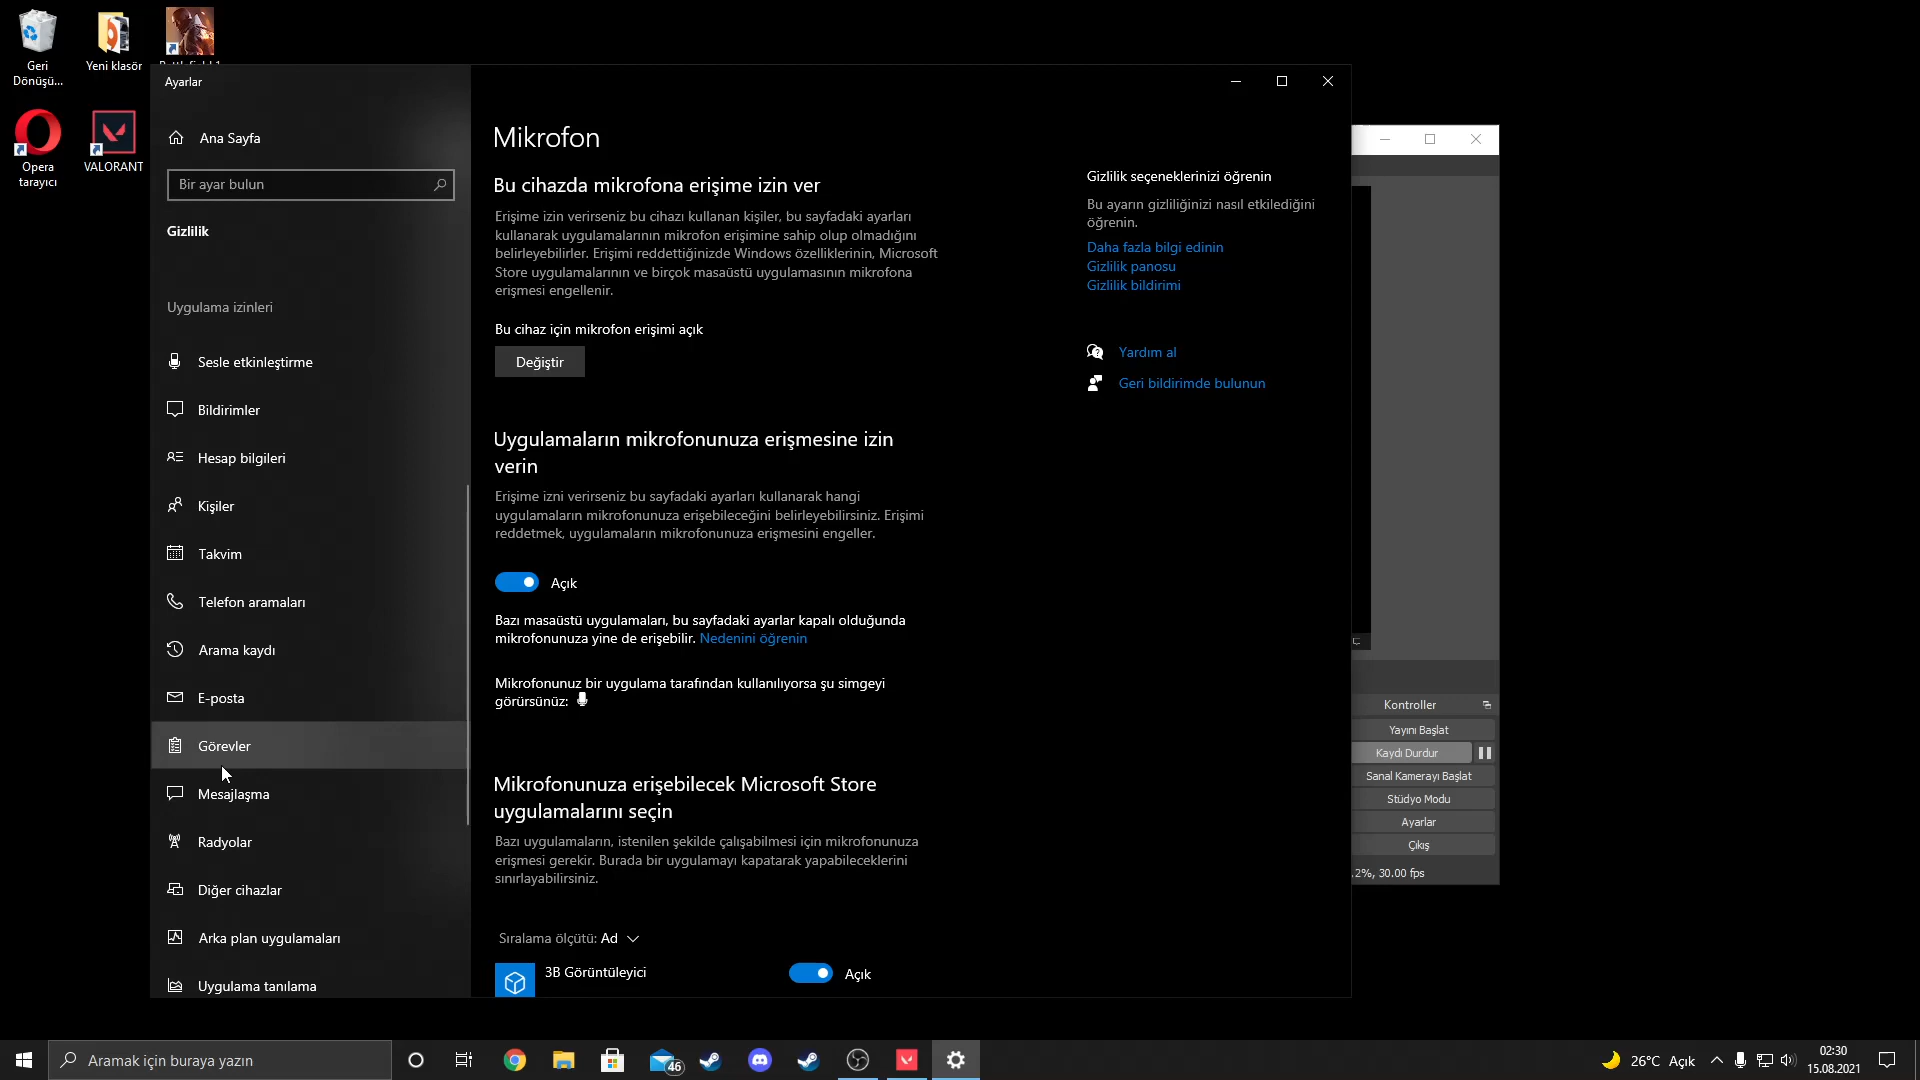 Geri
Dönüşü...
Yeni klasör
Opera
tarayıcı
VALORANT
Ayarlar
Ana Sayfa
Bir ayar bulun
Gizlilik
Uygulama izinleri
Sesle etkinleştirme
Bildirimler
Hesap bilgileri
Kişiler
Takvim
Telefon aramaları
Arama kaydı
E-posta
Görevler
Mesajlaşma
Radyolar
Diğer cihazlar
Arka plan uygulamaları
Uygulama tanılama
Mikrofon
Bu cihazda mikrofona erişime izin ver
Erişime izin verirseniz bu cihazı kullanan kişiler, bu sayfadaki ayarları
kullanarak uygulamalarının mikrofon erişimine sahip olup olmadığını
belirleyebilirler. Erişimi reddettiğinizde Windows özelliklerinin, Microsoft
Store uygulamalarının ve birçok masaüstü uygulamasının mikrofona
erişmesi engellenir.
Bu cihaz için mikrofon erişimi açık
Değiştir
Uygulamaların mikrofonunuza erişmesine izin
verin
Erişime izni verirseniz bu sayfadaki ayarları kullanarak hangi
uygulamaların mikrofonunuza erişebileceğini belirleyebilirsiniz. Erişimi
reddetmek, uygulamaların mikrofonunuza erişmesini engeller.
Açık
Bazı masaüstü uygulamaları, bu sayfadaki ayarlar kapalı olduğunda
mikrofonunuza yine de erişebilir. Nedenini öğrenin
Mikrofonunuz bir uygulama tarafından kullanılıyorsa şu simgeyi
görürsünüz:
Mikrofonunuza erişebilecek Microsoft Store
uygulamalarını seçin
Bazı uygulamaların, istenilen şekilde çalışabilmesi için mikrofonunuza
erişmesi gerekir. Burada bir uygulamayı kapatarak yapabileceklerini
sınırlayabilirsiniz.
Sıralama ölçütü: Ad
3B Görüntüleyici
Açık
Gizlilik seçeneklerinizi öğrenin
Bu ayarın gizliliğinizi nasıl etkilediğini
öğrenin.
Daha fazla bilgi edinin
Gizlilik panosu
Gizlilik bildirimi
Yardım al
Geri bildirimde bulunun
Kontroller
Yayını Başlat
Kaydı Durdur
Sanal Kamerayı Başlat
Stüdyo Modu
Ayarlar
Çıkış
.2%, 30.00 fps
Aramak için buraya yazın
46
26°C Açık
02:30
15.08.2021